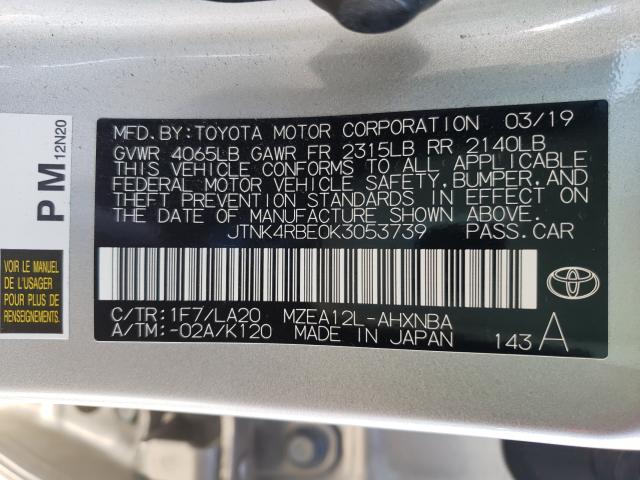 MFD.BY:TOYOTA MOTOR CORPORATION 03/19
GVWR 4065LB GAWR FR 2315LB RR 2140LB
THIS VEHICLE CONFORMS TO ALL APPLICABLE
FEDERAL MOTOR VEHICLE SAFETY,BUMPER,AND
THEFT PREVENTION STANDARDS IN EFFECT ON
THE DATE OF MANUFACTURE SHOWN ABOVE.
JTNK4RBE0K3053739 PASS.CAR
C/TR:1F7/LA20 MZEA12L-AHXNBA
A/TM:-02A/K120 MADE IN JAPAN 143 A
PM 12N20
VOIR LE MANUEL
DE L'USAGER
POUR PLUS DE
RENSEIGNEMENTS.